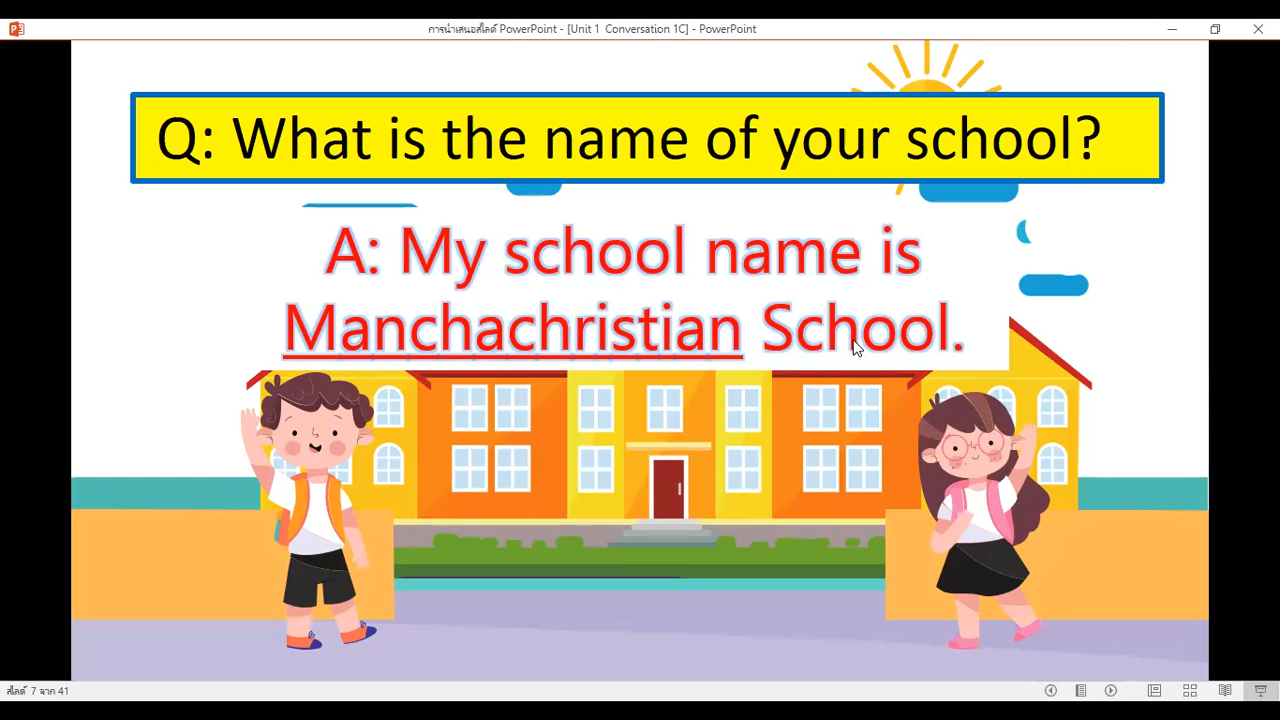 การนำเสนอสไลด์ PowerPoint - [Unit 1  Conversation 1C] - PowerPoint
Q: What is the name of your school?
A: My school name is
Manchachristian School.
สไลด์ 7 จาก 41